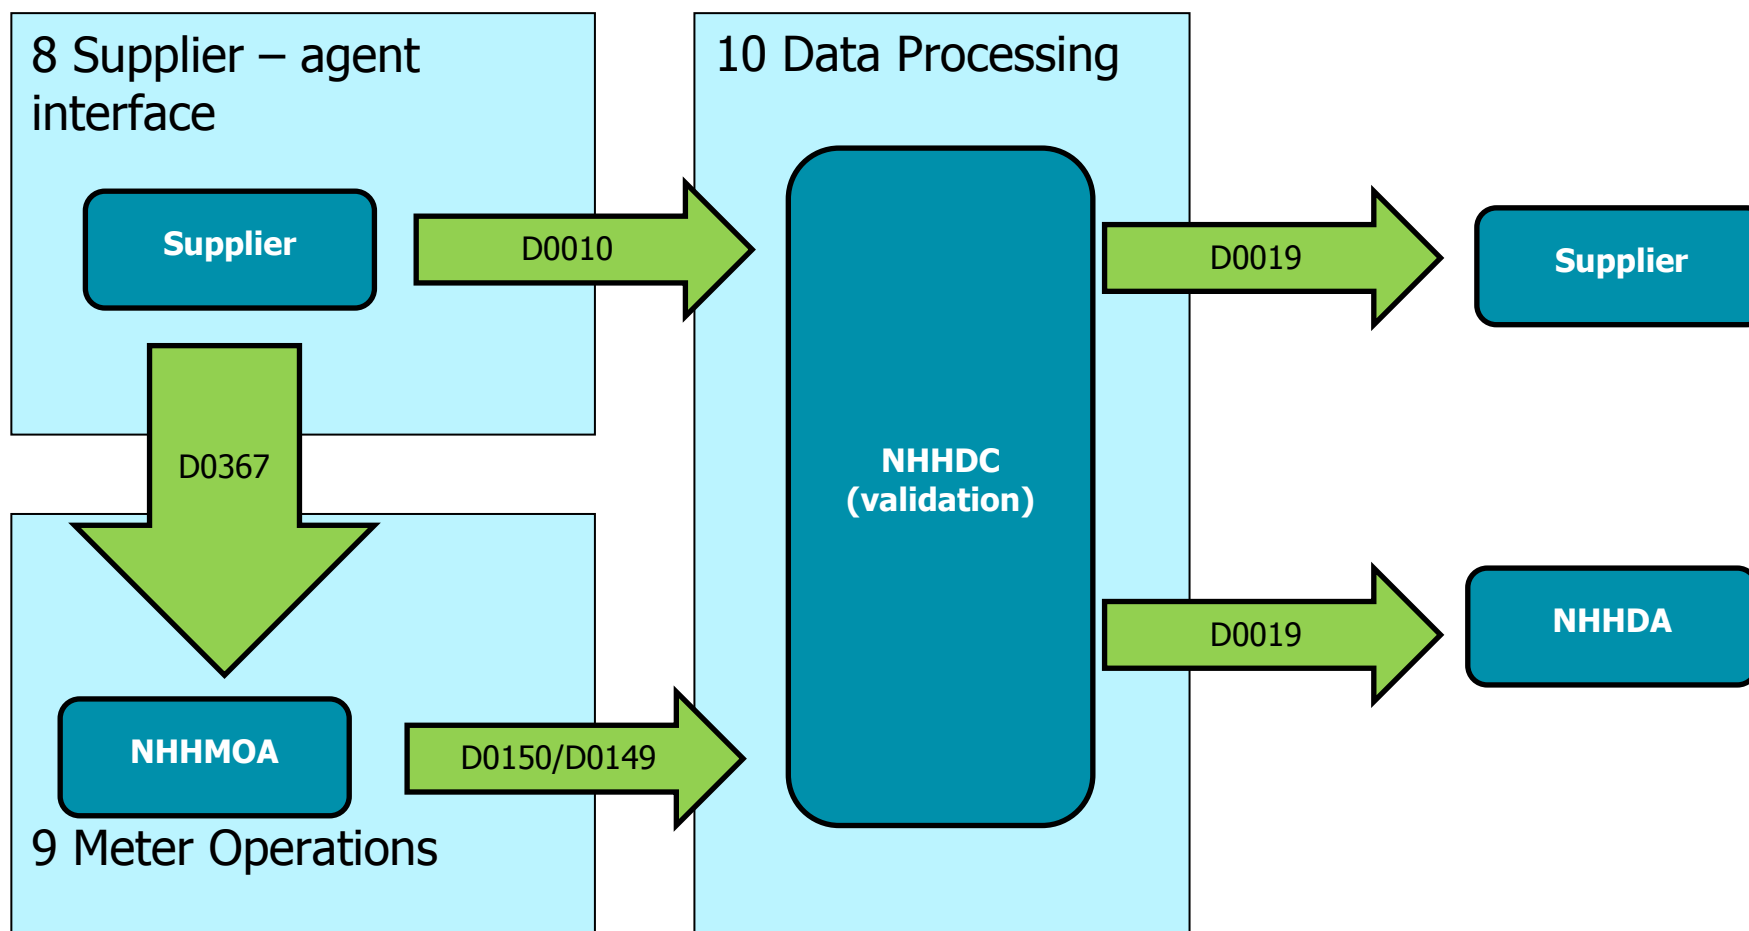 8 Supplier – agent
interface
Supplier
D0010
D0367
NHHMOA
D0150/D0149
9 Meter Operations
10 Data Processing
NHHDC
(validation)
D0019
Supplier
D0019
NHHDA